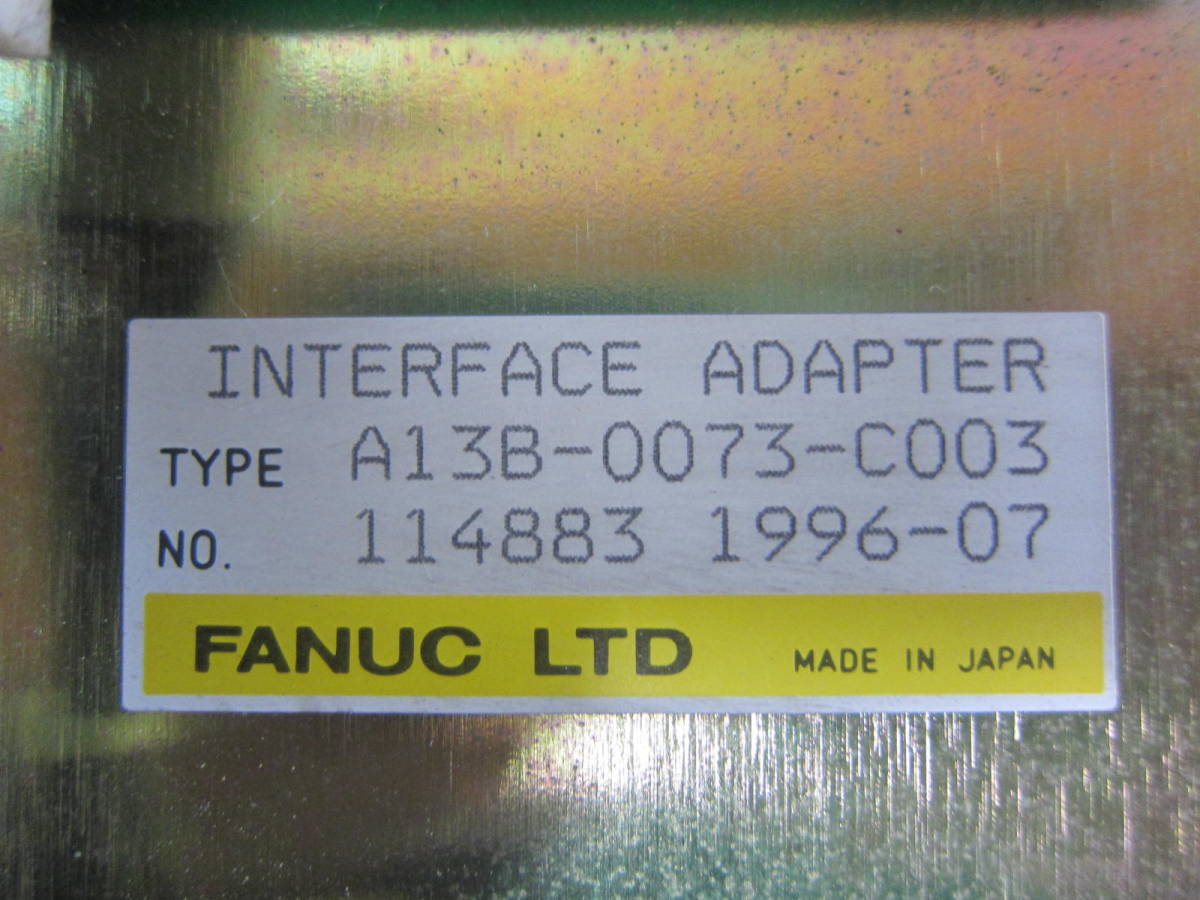 INTERFACE ADAPTER
TYPE A13B-0073-C003
NO. 114883 1996-07
FANUC LTD MADE IN JAPAN